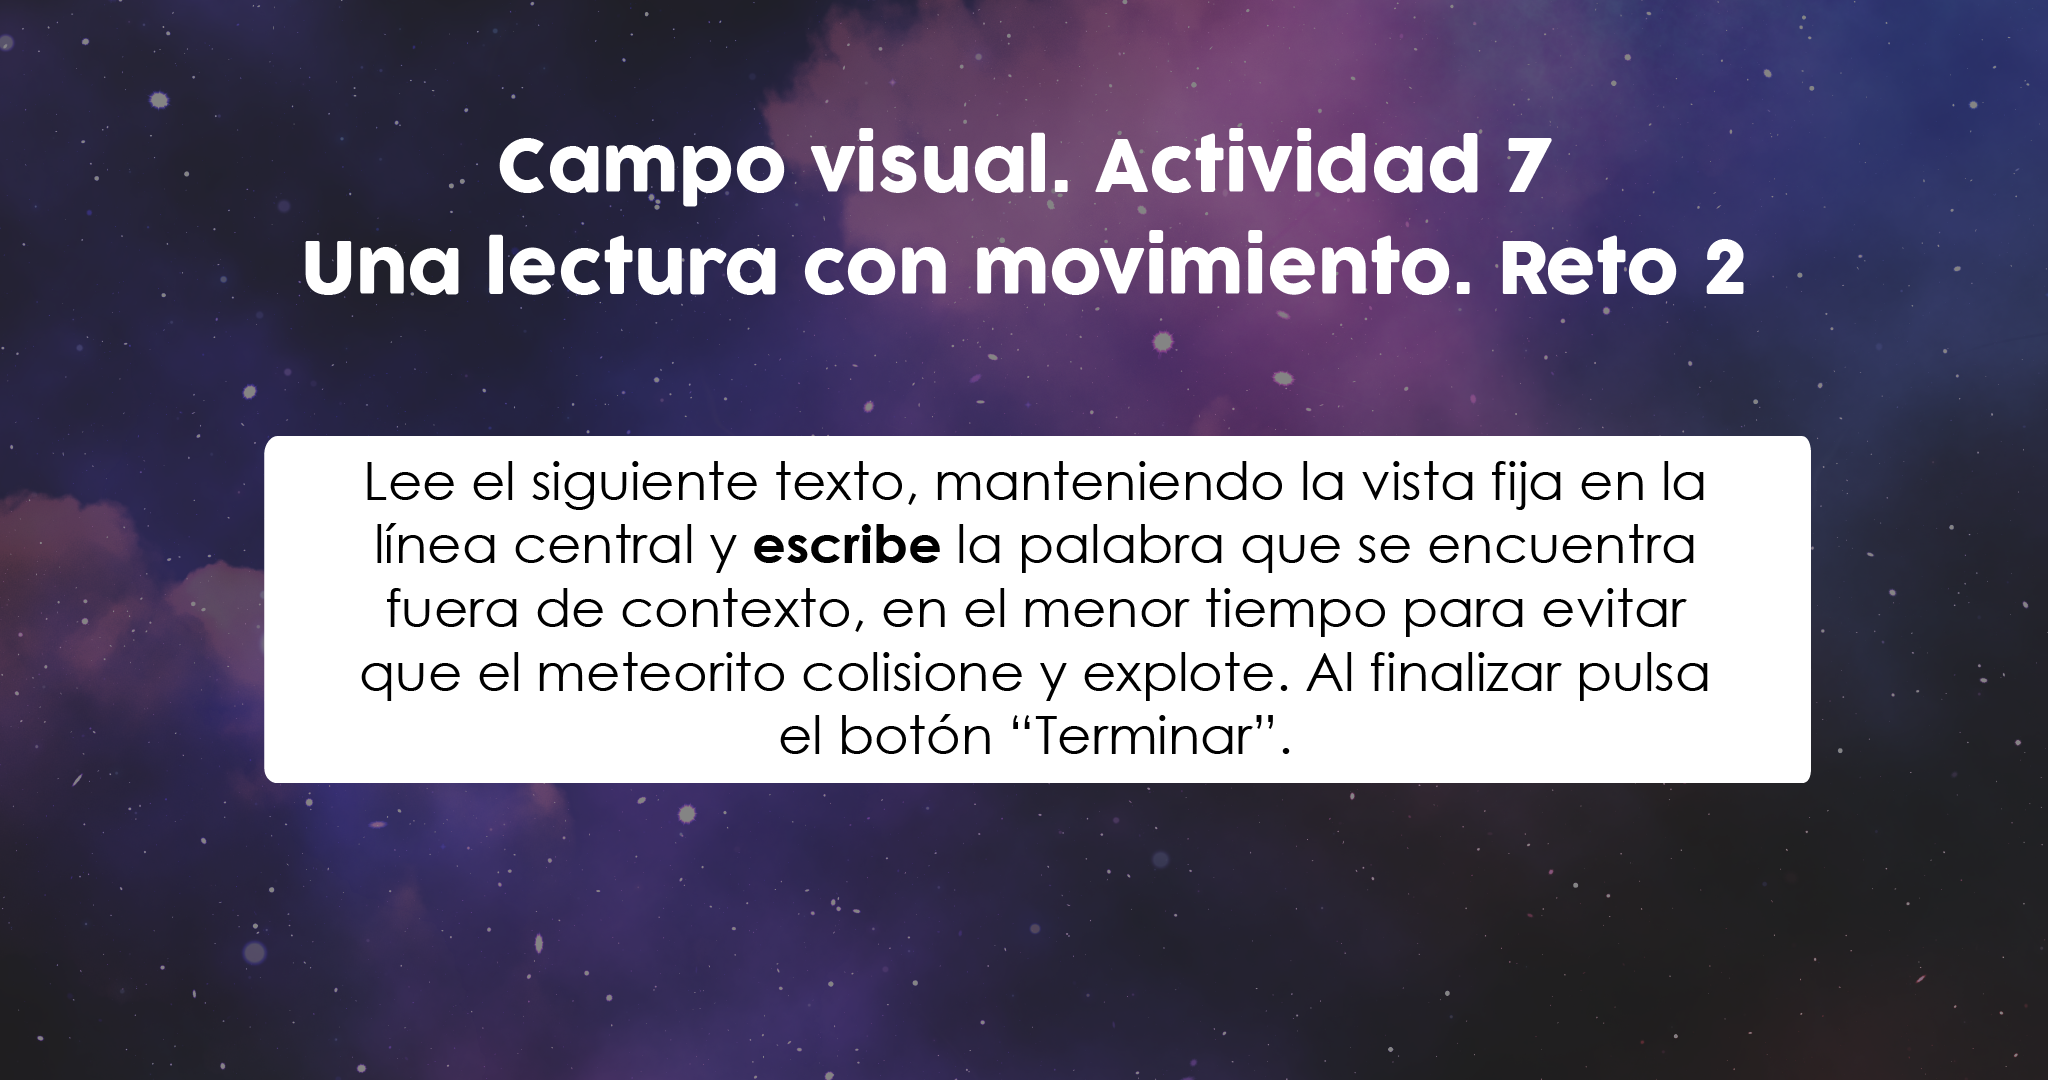 Campo visual. Actividad 7
Una lectura con movimiento. Reto 2
Lee el siguiente texto, manteniendo la vista fija en la
línea central y escribe la palabra que se encuentra
fuera de contexto, en el menor tiempo para evitar
que el meteorito colisione y explote. Al finalizar pulsa
el botón “Terminar”.